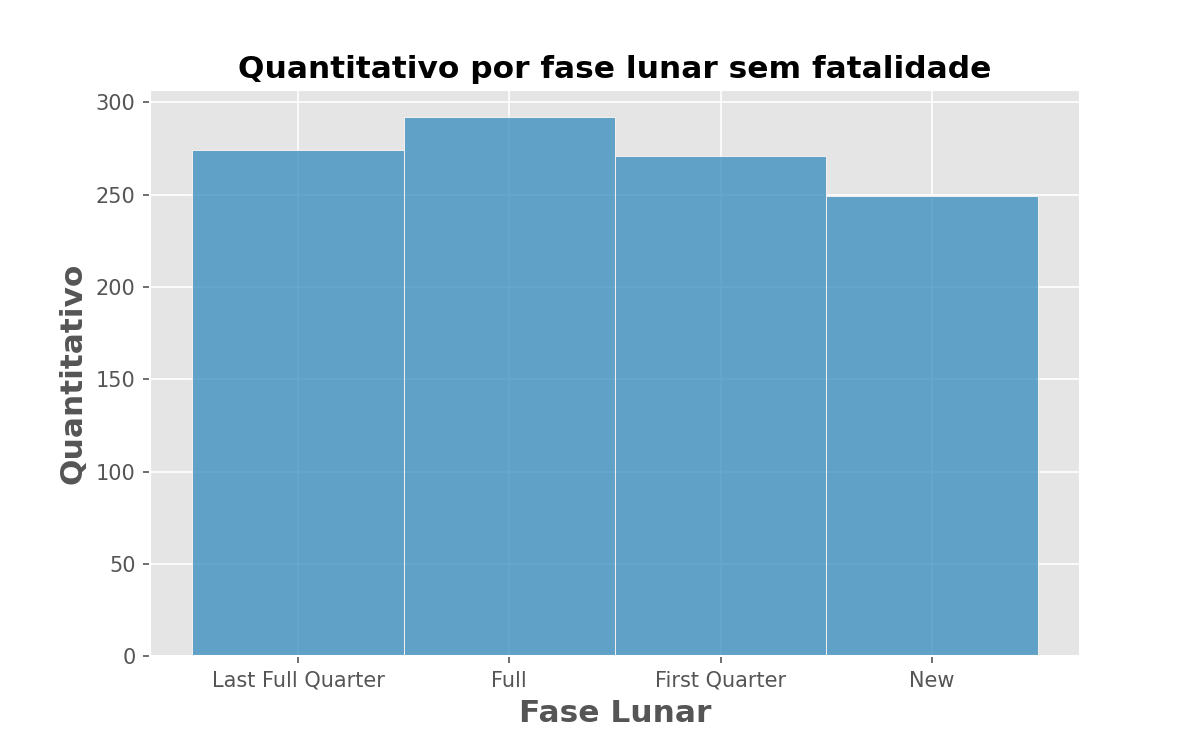 Quantitativo por fase lunar sem fatalidade
300
250
200
150
100
50
0
Quantitativo
Last Full Quarter
Full
First Quarter
New
Fase Lunar